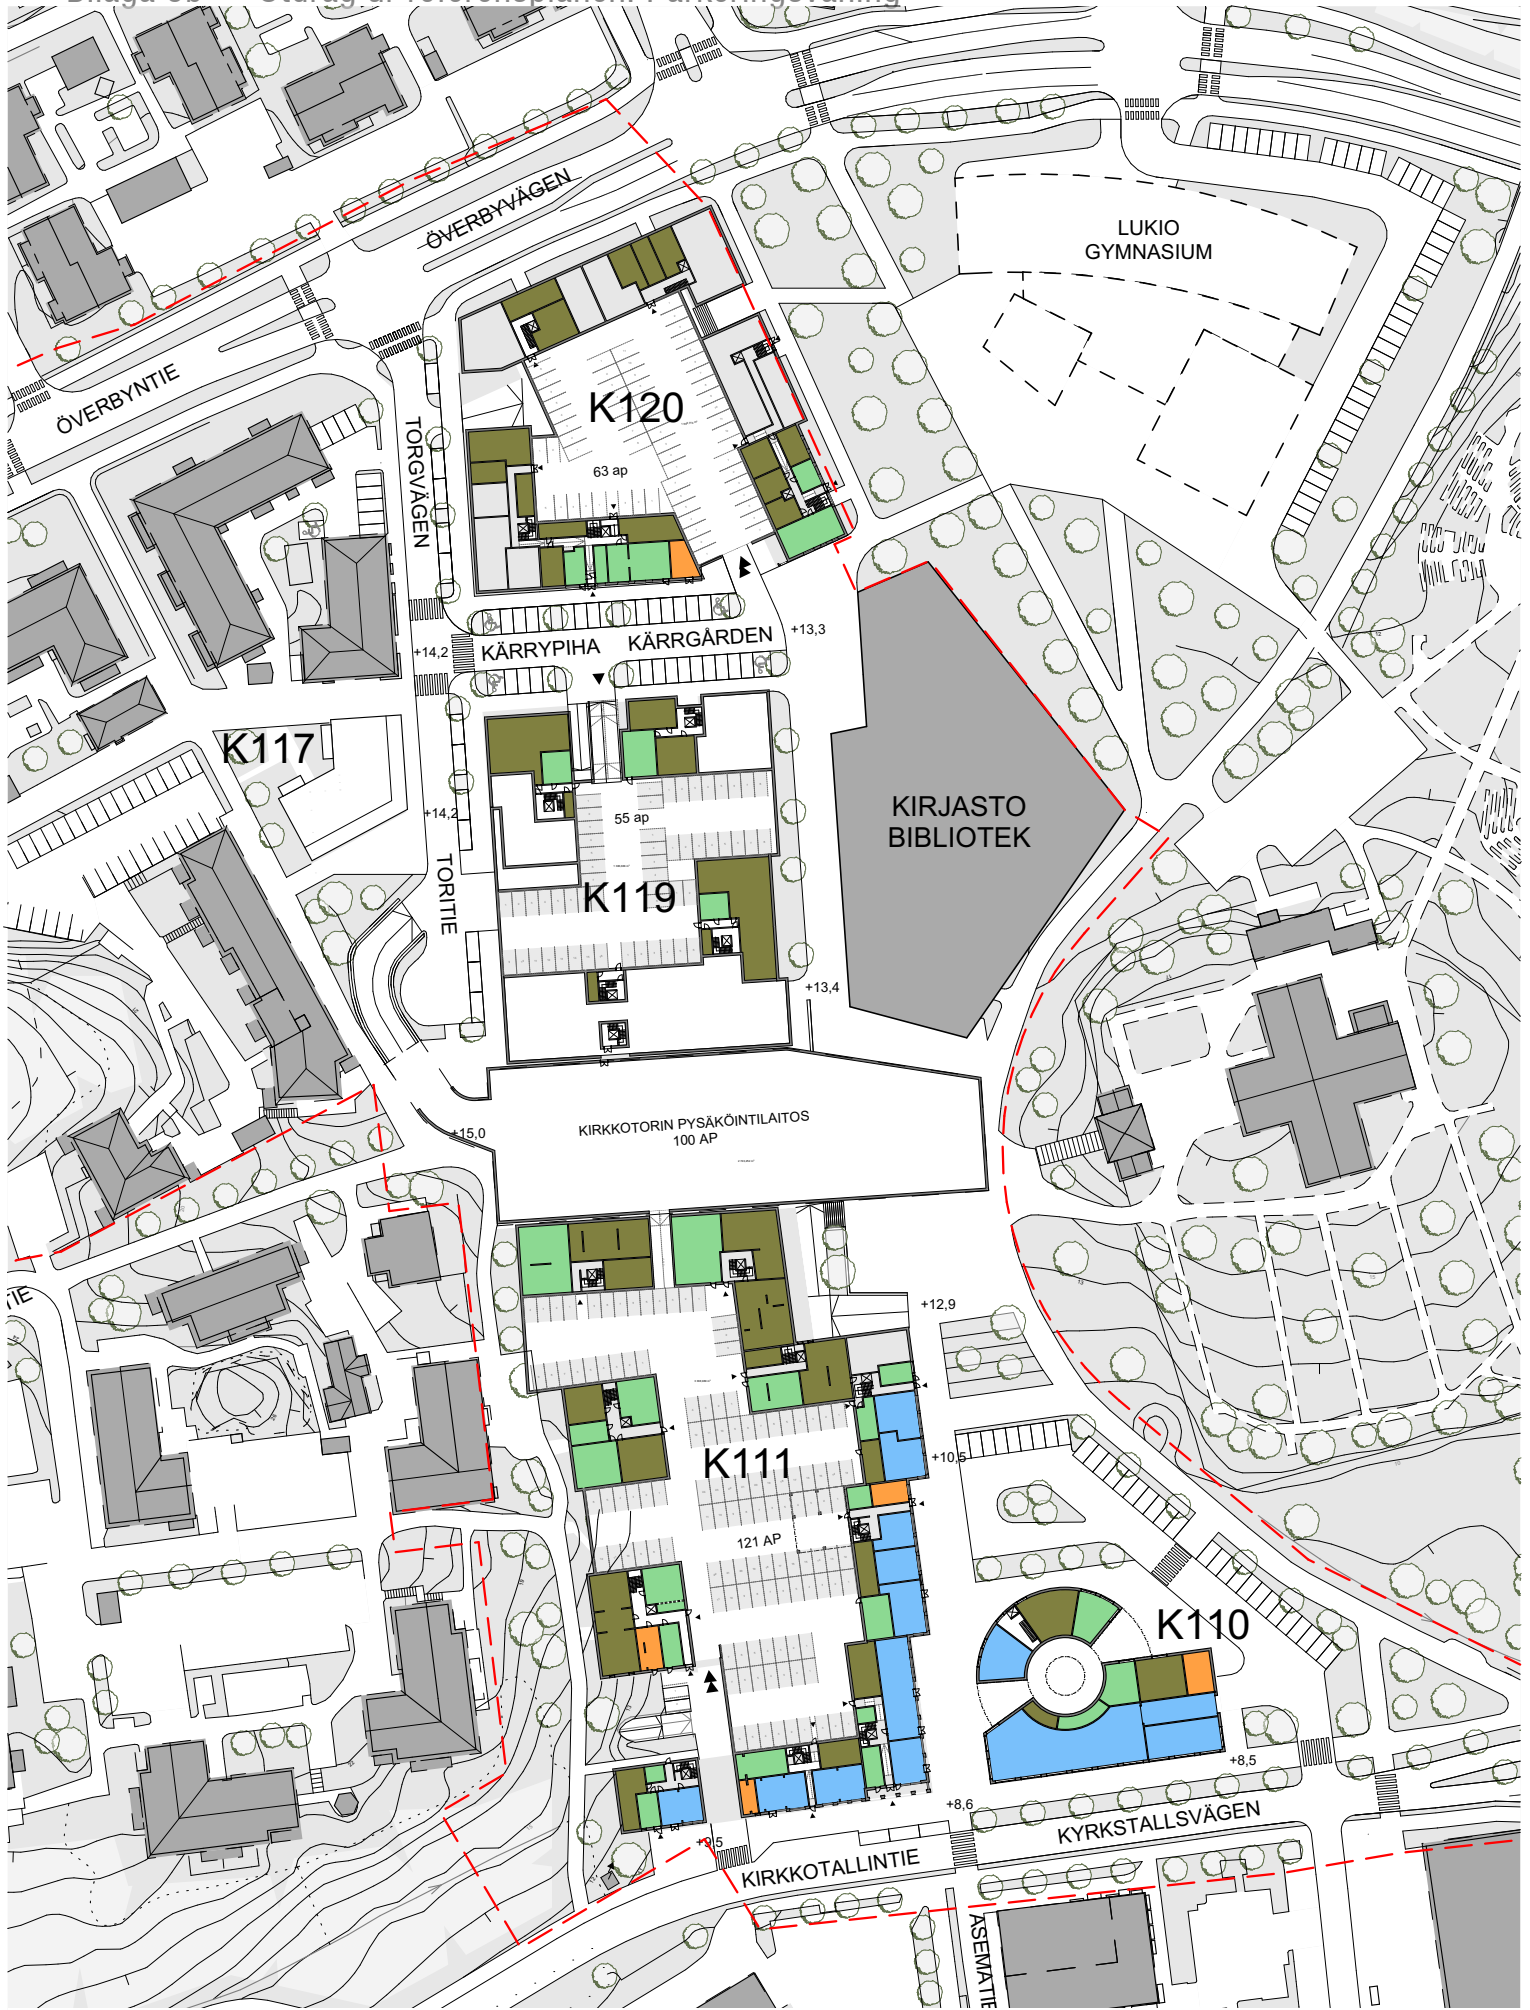 ÖVERBYVÄGEN
LUKIO
GYMNASIUM
ÖVERBYNTIE
K120
TORGVÄGEN
63 ap
+13,3
+14,2
KÄRRYPIHA
KÄRRGÅRDEN
K117
+14,2
55 ap
KIRJASTO
BIBLIOTEK
TORITIE
K119
+13,4
KIRKKOTORIN PYSÄKÖINTILAITOS
100 AP
+15,0
TIE
+12,9
K111
+10,5
121 AP
K110
+8,5
+8,6
+9,5
KYRKSTALLSVÄGEN
KIRKKOTALLINTIE
ASEMATIE